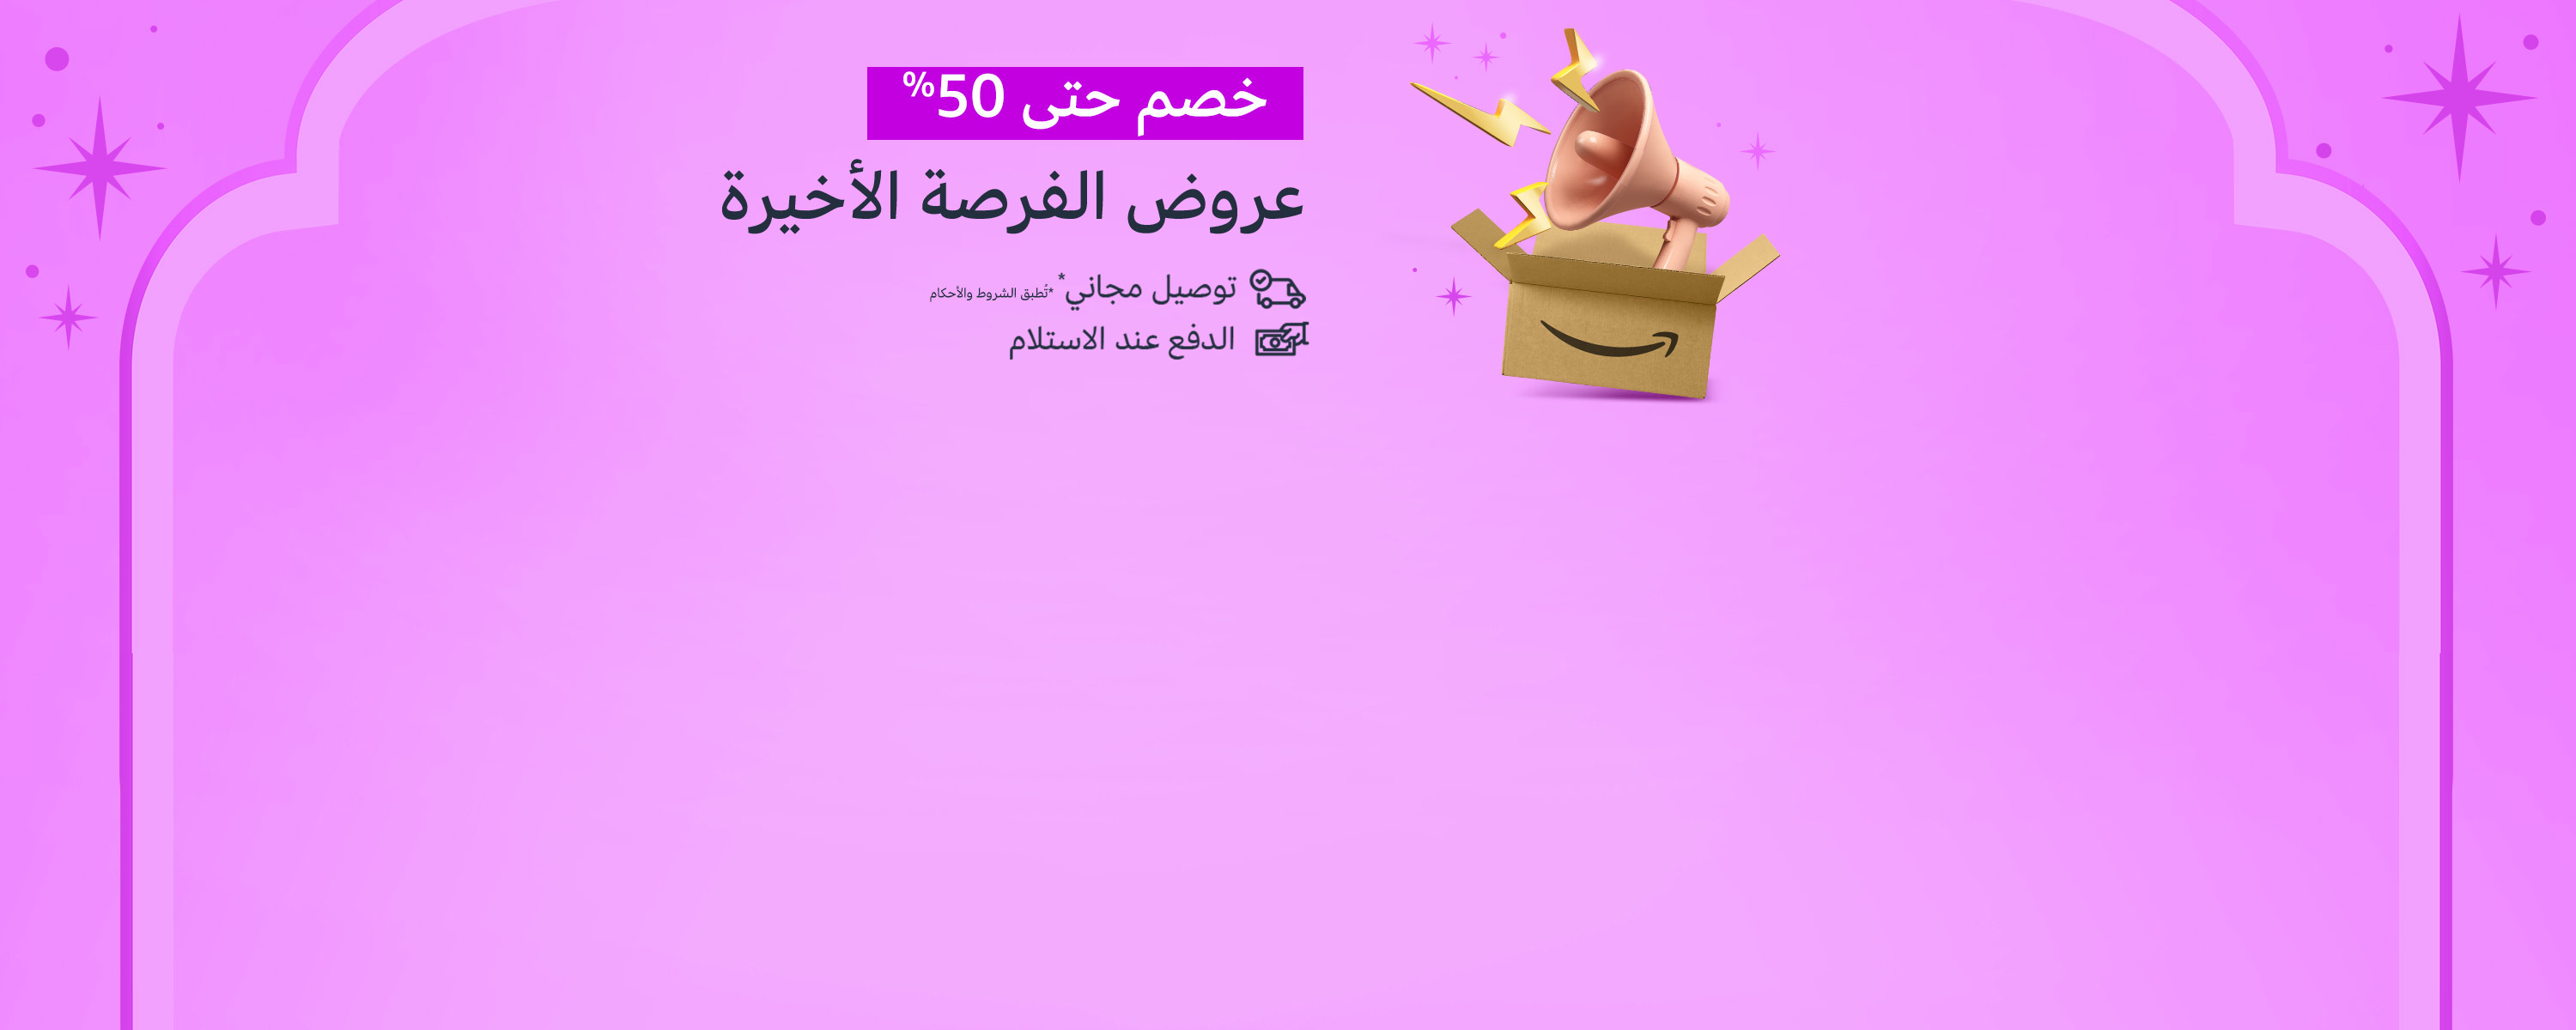 خصم حتى 50%
عروض الفرصة الأخيرة
توصيل مجاني* *تُطبق الشروط والأحكام
الدفع عند الاستلام